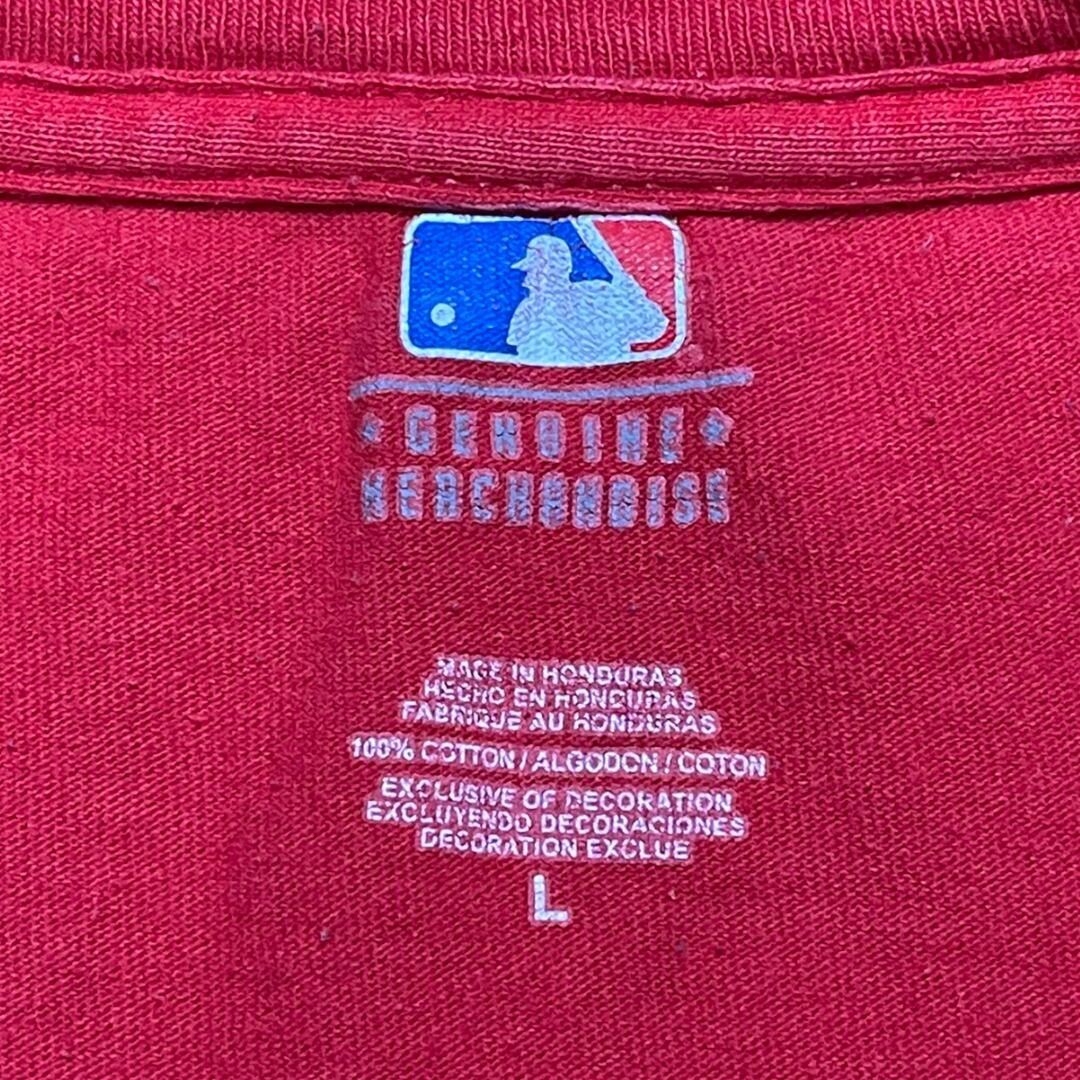 GENUINE
MERCHANDISE
MADE IN HONDURAS
HECHO EN HONDURAS
FABRIQUE AU HONDURAS
100% COTTON / ALGODON / COTON
EXCLUSIVE OF DECORATION
EXCLUYENDO DECORACIONES
DECORATION EXCLUE
L